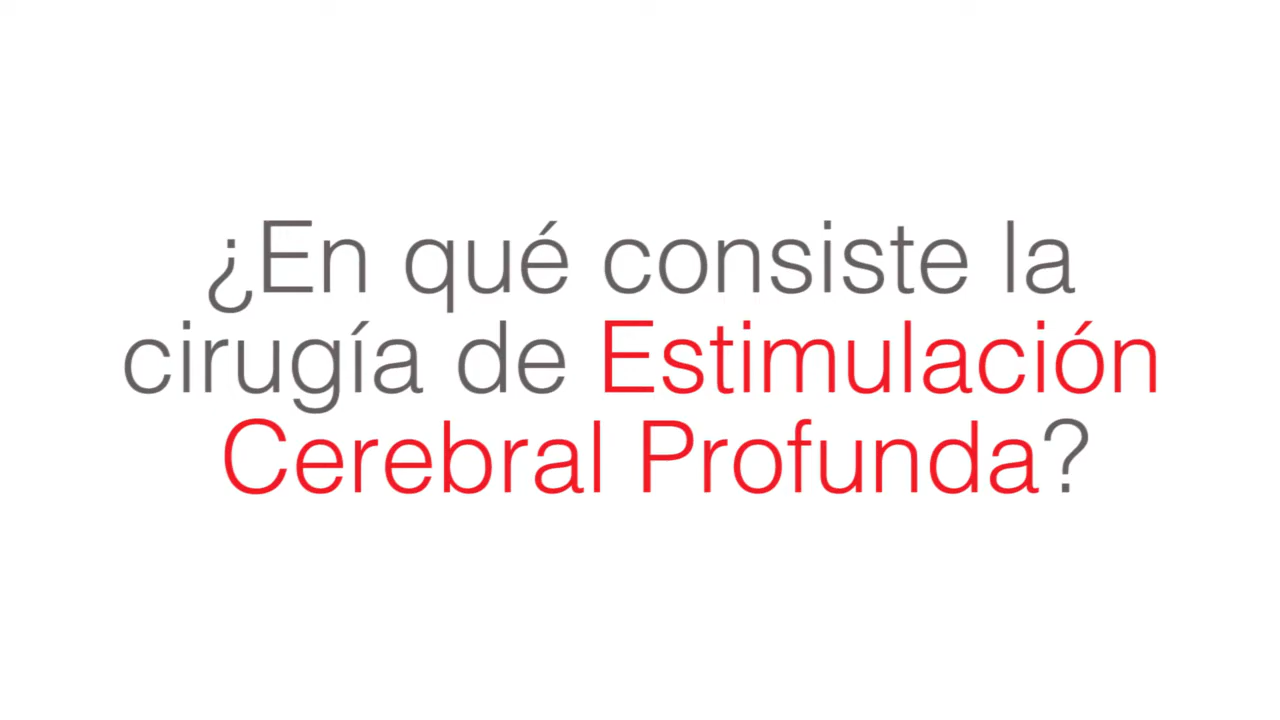 ¿En qué consiste la
cirugía de Estimulación
Cerebral Profunda?